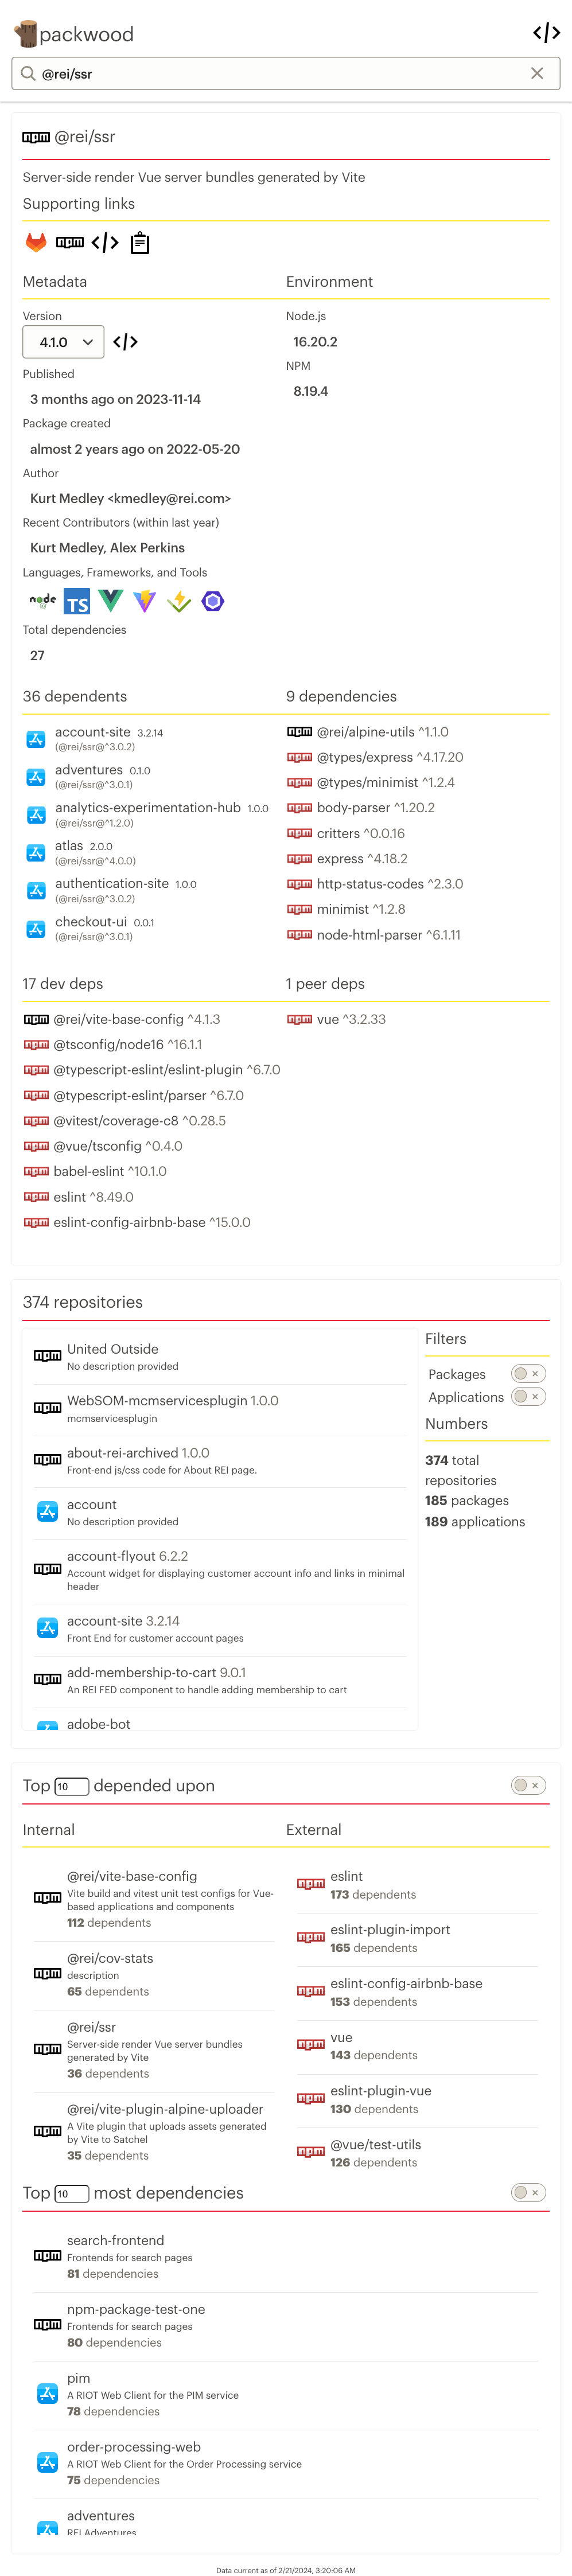 packwood
@rei/ssr
npm @rei/ssr
Server-side render Vue server bundles generated by Vite
Supporting links
npm
Metadata
Version
4.1.0
Published
3 months ago on 2023-11-14
Package created
almost 2 years ago on 2022-05-20
Author
Kurt Medley <kmedley@rei.com>
Recent Contributors (within last year)
Kurt Medley, Alex Perkins
Languages, Frameworks, and Tools
node TS
Total dependencies
27
Environment
Node.js
16.20.2
NPM
8.19.4
36 dependents
account-site 3.2.14
(@rei/ssr@^3.0.2)
adventures 0.1.0
(@rei/ssr@^3.0.1)
analytics-experimentation-hub 1.0.0
(@rei/ssr@^1.2.0)
atlas 2.0.0
(@rei/ssr@^4.0.0)
authentication-site 1.0.0
(@rei/ssr@^3.0.2)
checkout-ui 0.0.1
(@rei/ssr@^3.0.1)
9 dependencies
npm @rei/alpine-utils ^1.1.0
npm @types/express ^4.17.20
npm @types/minimist ^1.2.4
npm body-parser ^1.20.2
npm critters ^0.0.16
npm express ^4.18.2
npm http-status-codes ^2.3.0
npm minimist ^1.2.8
npm node-html-parser ^6.1.11
17 dev deps
npm @rei/vite-base-config ^4.1.3
npm @tsconfig/node16 ^16.1.1
npm @typescript-eslint/eslint-plugin ^6.7.0
npm @typescript-eslint/parser ^6.7.0
npm @vitest/coverage-c8 ^0.28.5
npm @vue/tsconfig ^0.4.0
npm babel-eslint ^10.1.0
npm eslint ^8.49.0
npm eslint-config-airbnb-base ^15.0.0
1 peer deps
npm vue ^3.2.33
374 repositories
npm United Outside
No description provided
npm WebSOM-mcmservicesplugin 1.0.0
mcmservicesplugin
npm about-rei-archived 1.0.0
Front-end js/css code for About REI page.
account
No description provided
npm account-flyout 6.2.2
Account widget for displaying customer account info and links in minimal
header
account-site 3.2.14
Front End for customer account pages
npm add-membership-to-cart 9.0.1
An REI FED component to handle adding membership to cart
adobe-bot
Filters
Packages
Applications
Numbers
374 total
repositories
185 packages
189 applications
Top 10 depended upon
Internal
npm @rei/vite-base-config
Vite build and vitest unit test configs for Vue-
based applications and components
112 dependents
npm @rei/cov-stats
description
65 dependents
npm @rei/ssr
Server-side render Vue server bundles
generated by Vite
36 dependents
npm @rei/vite-plugin-alpine-uploader
A Vite plugin that uploads assets generated
by Vite to Satchel
35 dependents
External
npm eslint
173 dependents
npm eslint-plugin-import
165 dependents
npm eslint-config-airbnb-base
153 dependents
npm vue
143 dependents
npm eslint-plugin-vue
130 dependents
npm @vue/test-utils
126 dependents
Top 10 most dependencies
npm search-frontend
Frontends for search pages
81 dependencies
npm npm-package-test-one
Frontends for search pages
80 dependencies
pim
A RIOT Web Client for the PIM service
78 dependencies
order-processing-web
A RIOT Web Client for the Order Processing service
75 dependencies
adventures
REI Adventures
Data current as of 2/21/2024, 3:20:06 AM